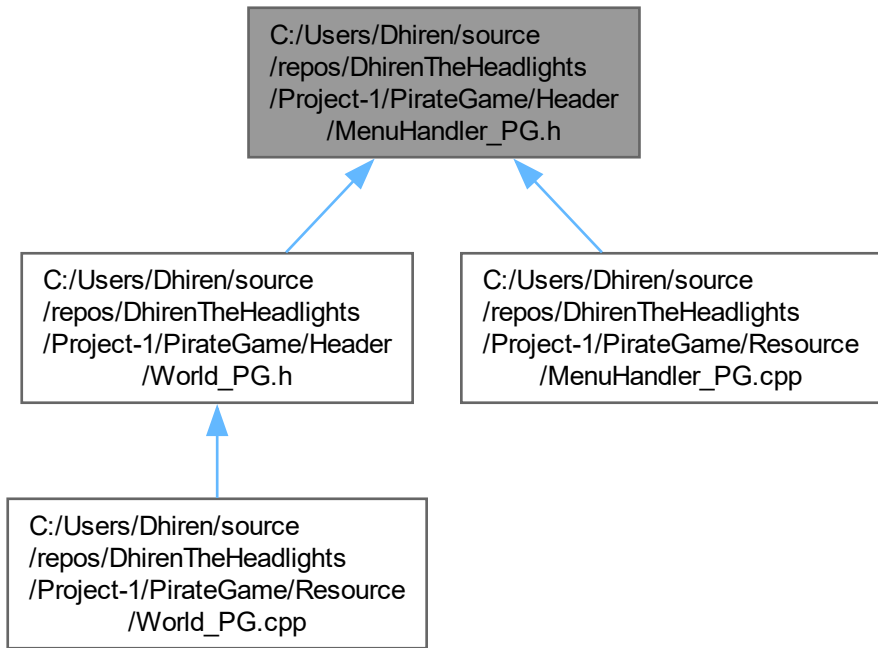 C:/Users/Dhiren/source
/repos/DhirenTheHeadlights
/Project-1/PirateGame/Header
/MenuHandler_PG.h
C:/Users/Dhiren/source
/repos/DhirenTheHeadlights
/Project-1/PirateGame/Header
/World_PG.h
C:/Users/Dhiren/source
/repos/DhirenTheHeadlights
/Project-1/PirateGame/Resource
/MenuHandler_PG.cpp
C:/Users/Dhiren/source
/repos/DhirenTheHeadlights
/Project-1/PirateGame/Resource
/World_PG.cpp